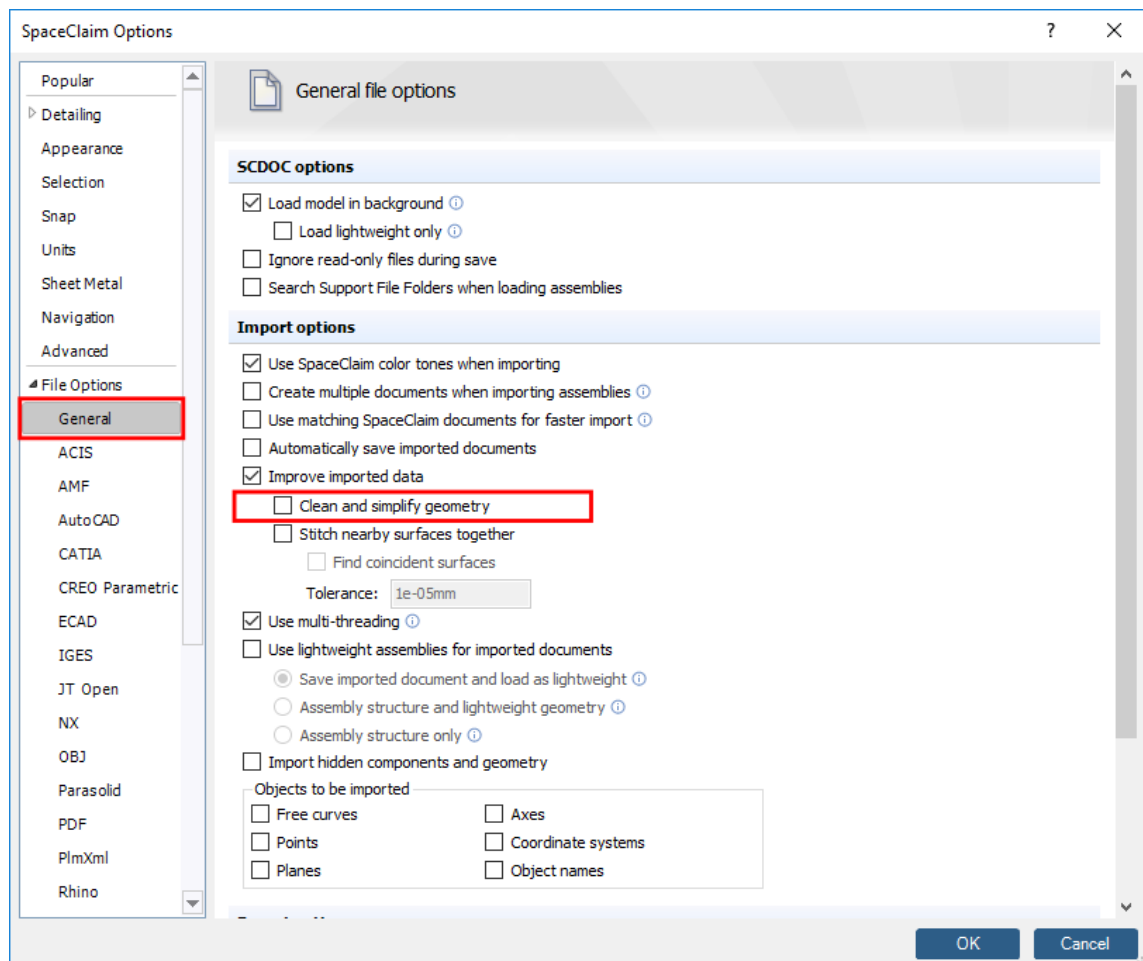 SpaceClaim Options
?
Popular
Detailing
Appearance
Selection
Snap
Units
Sheet Metal
Navigation
Advanced
File Options
General
ACIS
AMF
AutoCAD
CATIA
CREO Parametric
ECAD
IGES
JT Open
NX
OBJ
Parasolid
PDF
PlmXml
Rhino
General file options
SCDOC options
Load model in background
Load lightweight only
Ignore read-only files during save
Search Support File Folders when loading assemblies
Import options
Use SpaceClaim color tones when importing
Create multiple documents when importing assemblies
Use matching SpaceClaim documents for faster import
Automatically save imported documents
Improve imported data
Clean and simplify geometry
Stitch nearby surfaces together
Find coincident surfaces
Tolerance: 1e-05mm
Use multi-threading
Use lightweight assemblies for imported documents
Save imported document and load as lightweight
Assembly structure and lightweight geometry
Assembly structure only
Import hidden components and geometry
Objects to be imported
Free curves Axes
Points Coordinate systems
Planes Object names
OK Cancel